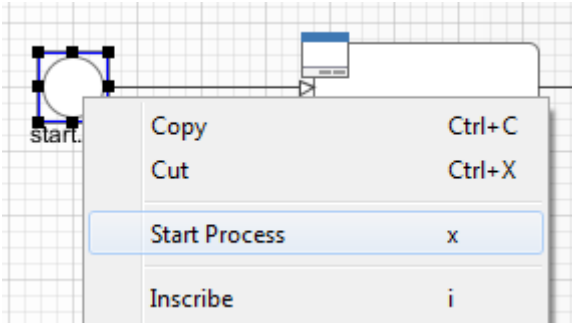 start.
Copy Ctrl+C
Cut Ctrl+X
Start Process x
Inscribe i